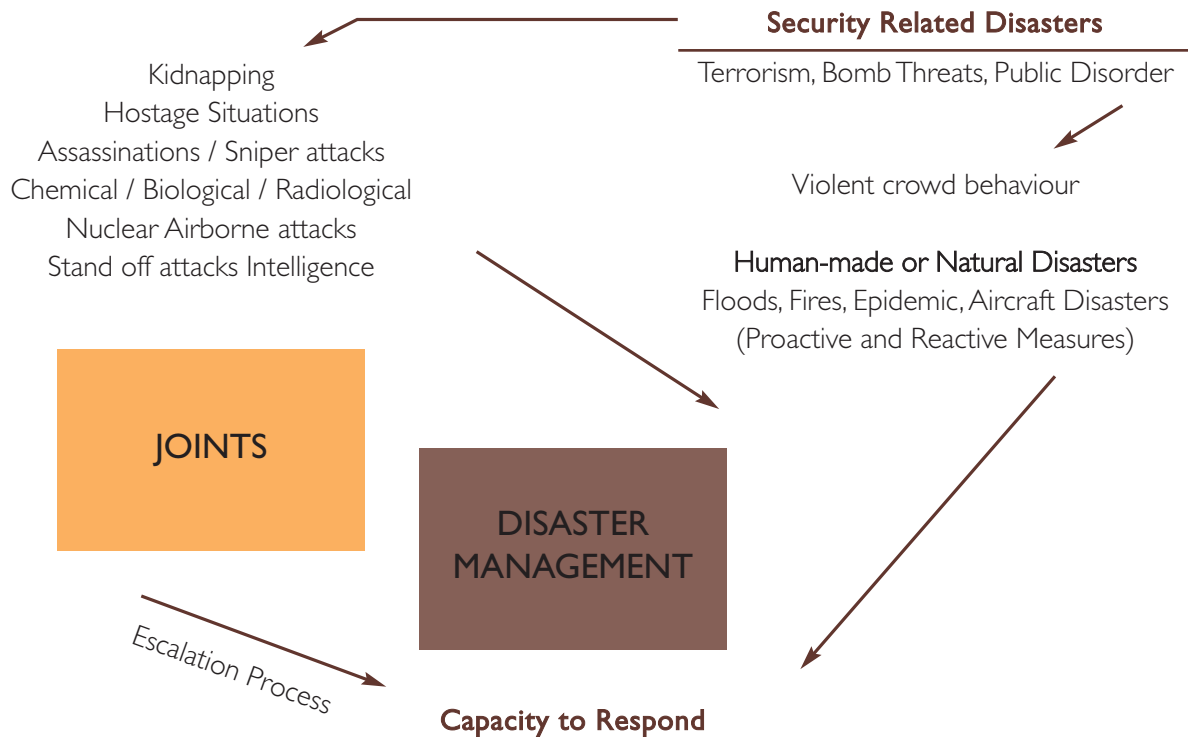 Security Related Disasters
Terrorism, Bomb Threats, Public Disorder
Kidnapping
Hostage Situations
Assassinations / Sniper attacks
Chemical / Biological / Radiological
Nuclear Airborne attacks
Stand off attacks Intelligence
Violent crowd behaviour
Human-made or Natural Disasters
Floods, Fires, Epidemic, Aircraft Disasters
(Proactive and Reactive Measures)
JOINTS
DISASTER
MANAGEMENT
Escalation Process
Capacity to Respond